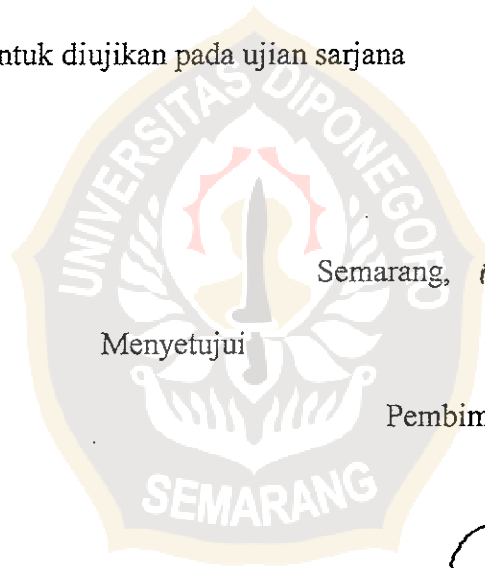 ntuk diujikan pada ujian sarjana
UNIVERSITAS DIPONEGORO
Semarang,
Menyetujui
Pembim
SEMARANG